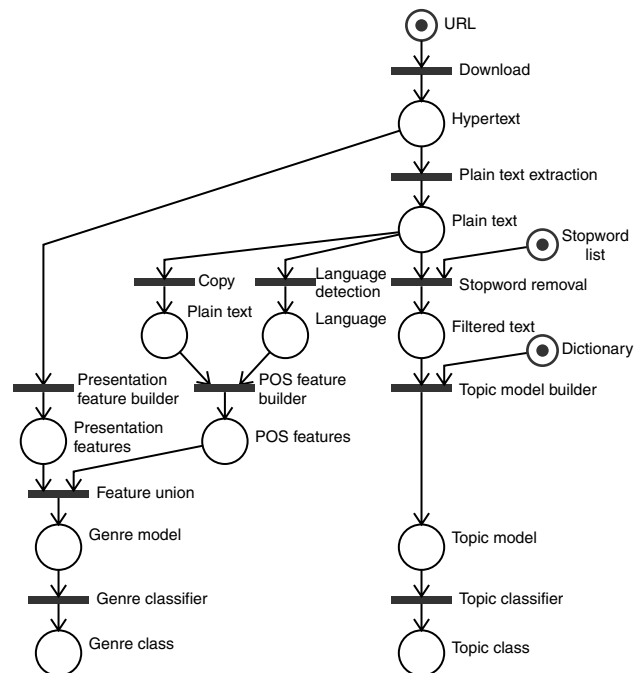 URL
Download
Hypertext
Plain text extraction
Plain text
Stopword
list
Copy
Language
detection
Stopword removal
Plain text
Language
Filtered text
Dictionary
Presentation
feature builder
POS feature
builder
Topic model builder
Presentation
features
POS features
Feature union
Genre model
Topic model
Genre classifier
Topic classifier
Genre class
Topic class